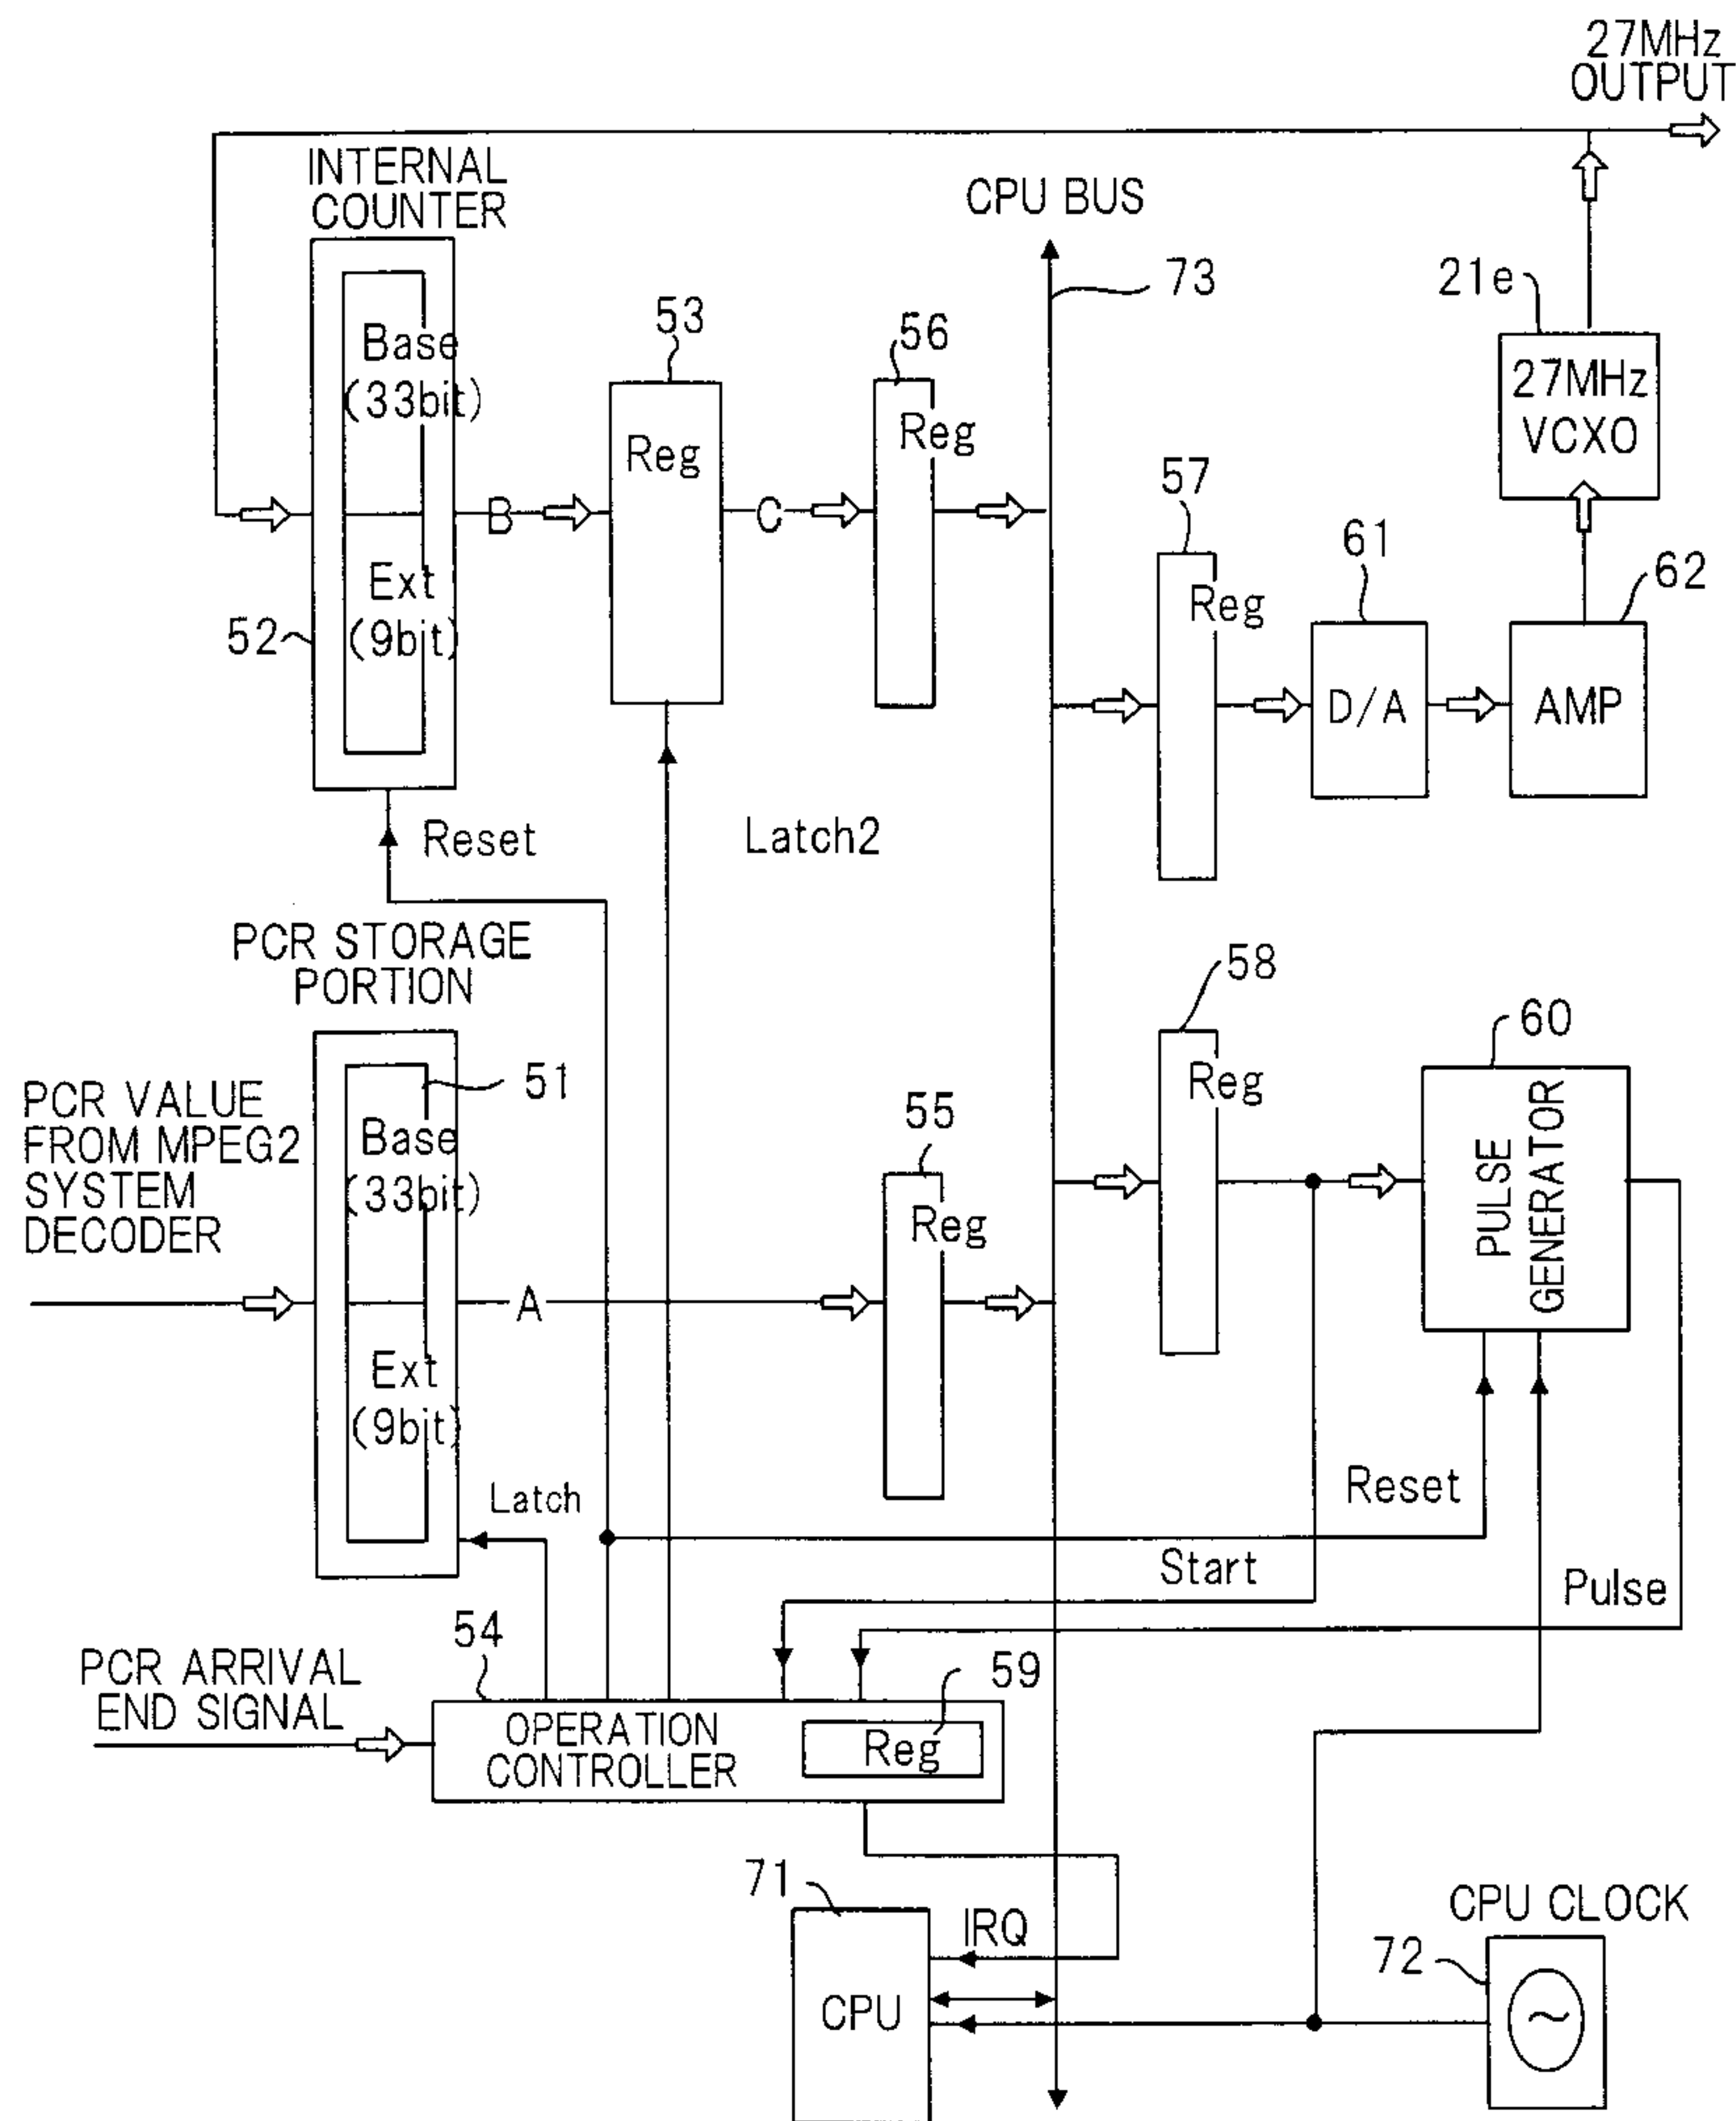 27MHz
OUTPUT
INTERNAL
COUNTER
CPU BUS
73
21e
53
56
Base
(33bit)
27MHz
VCXO
Reg
Reg
57
B
C
61
62
Ext
(9bit)
52
Reg
D/A
AMP
Reset
Latch2
PCR STORAGE
PORTION
58
60
51
PCR VALUE
FROM MPEG2
SYSTEM
DECODER
Base
(33bit)
55
Reg
PULSE
GENERATOR
Reg
A
Ext
(9bit)
Latch
Reset
Start
Pulse
54
PCR ARRIVAL
END SIGNAL
59
OPERATION
CONTROLLER
Reg
71
IRQ
CPU CLOCK
72
CPU
~